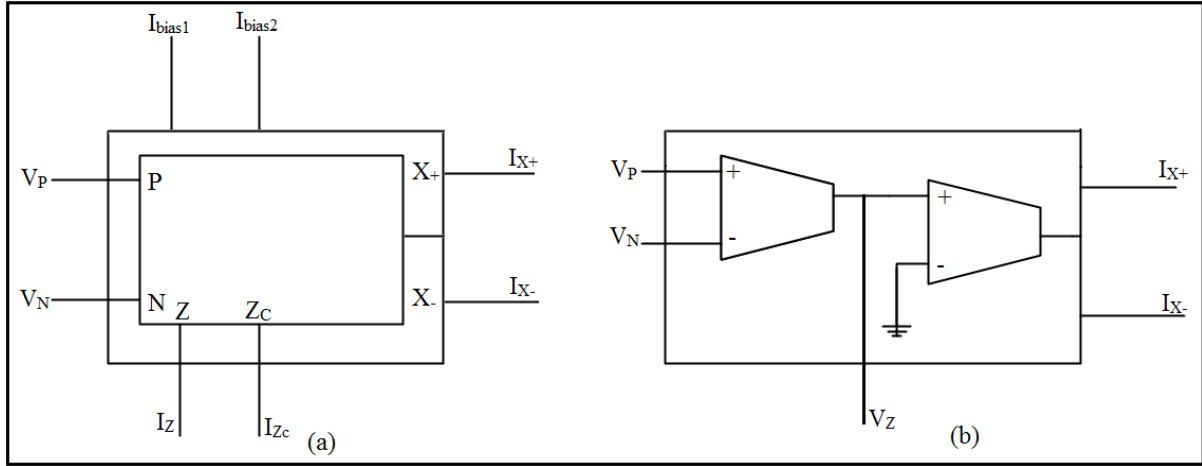 Ibias1
Ibias2
VP
P
X+
IX+
VN
N
Z
ZC
X-
IX-
IZ
IZc
(a)
VP
+
VN
-
+
-
IX+
IX-
VZ
(b)